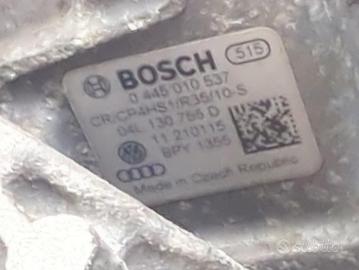 BOSCH 515
0 445 010 537
CR/CP4HS1/R35/10-S
04L 130 755 D
11 210115
BPY 1355
Made in Czech Republic